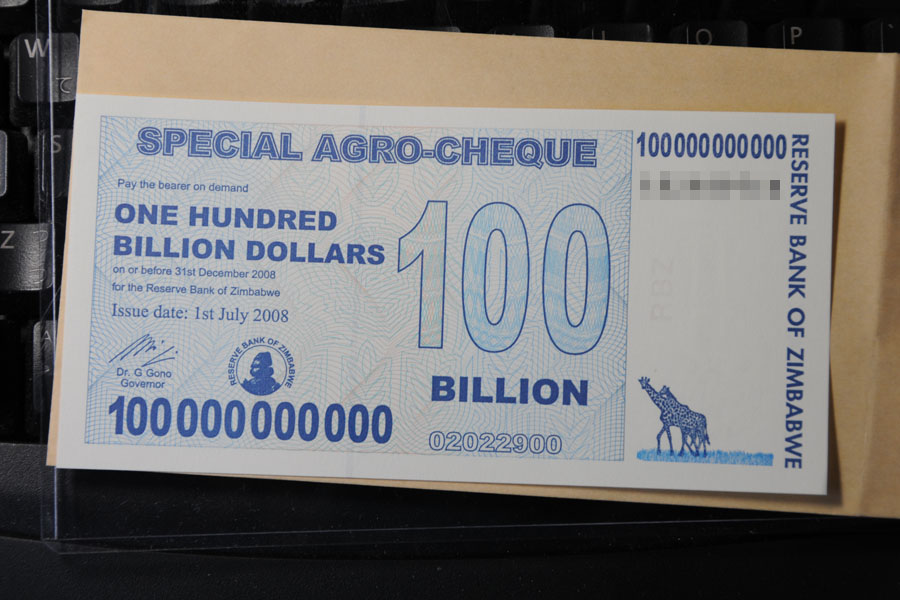 W
て
S
Z
A
O
P
SPECIAL AGRO-CHEQUE
Pay the bearer on demand
ONE HUNDRED
BILLION DOLLARS
on or before 31st December 2008
for the Reserve Bank of Zimbabwe
Issue date: 1st July 2008
Dr. G Gono
Governor
RESERVE BANK OF ZIMBABWE
100000000000
100
BILLION
02022900
100000000000
RESERVE BANK OF ZIMBABWE